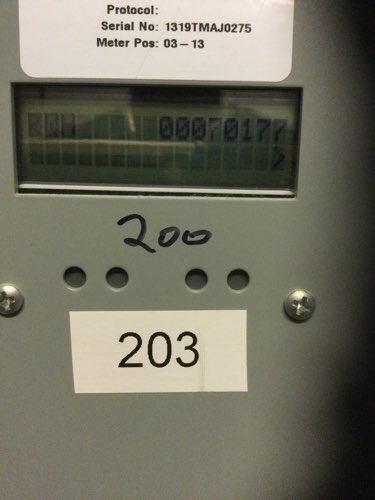 Protocol:
Serial No: 1319TMAJ0275
Meter Pos: 03-13
KWH 00070177
>
200
203